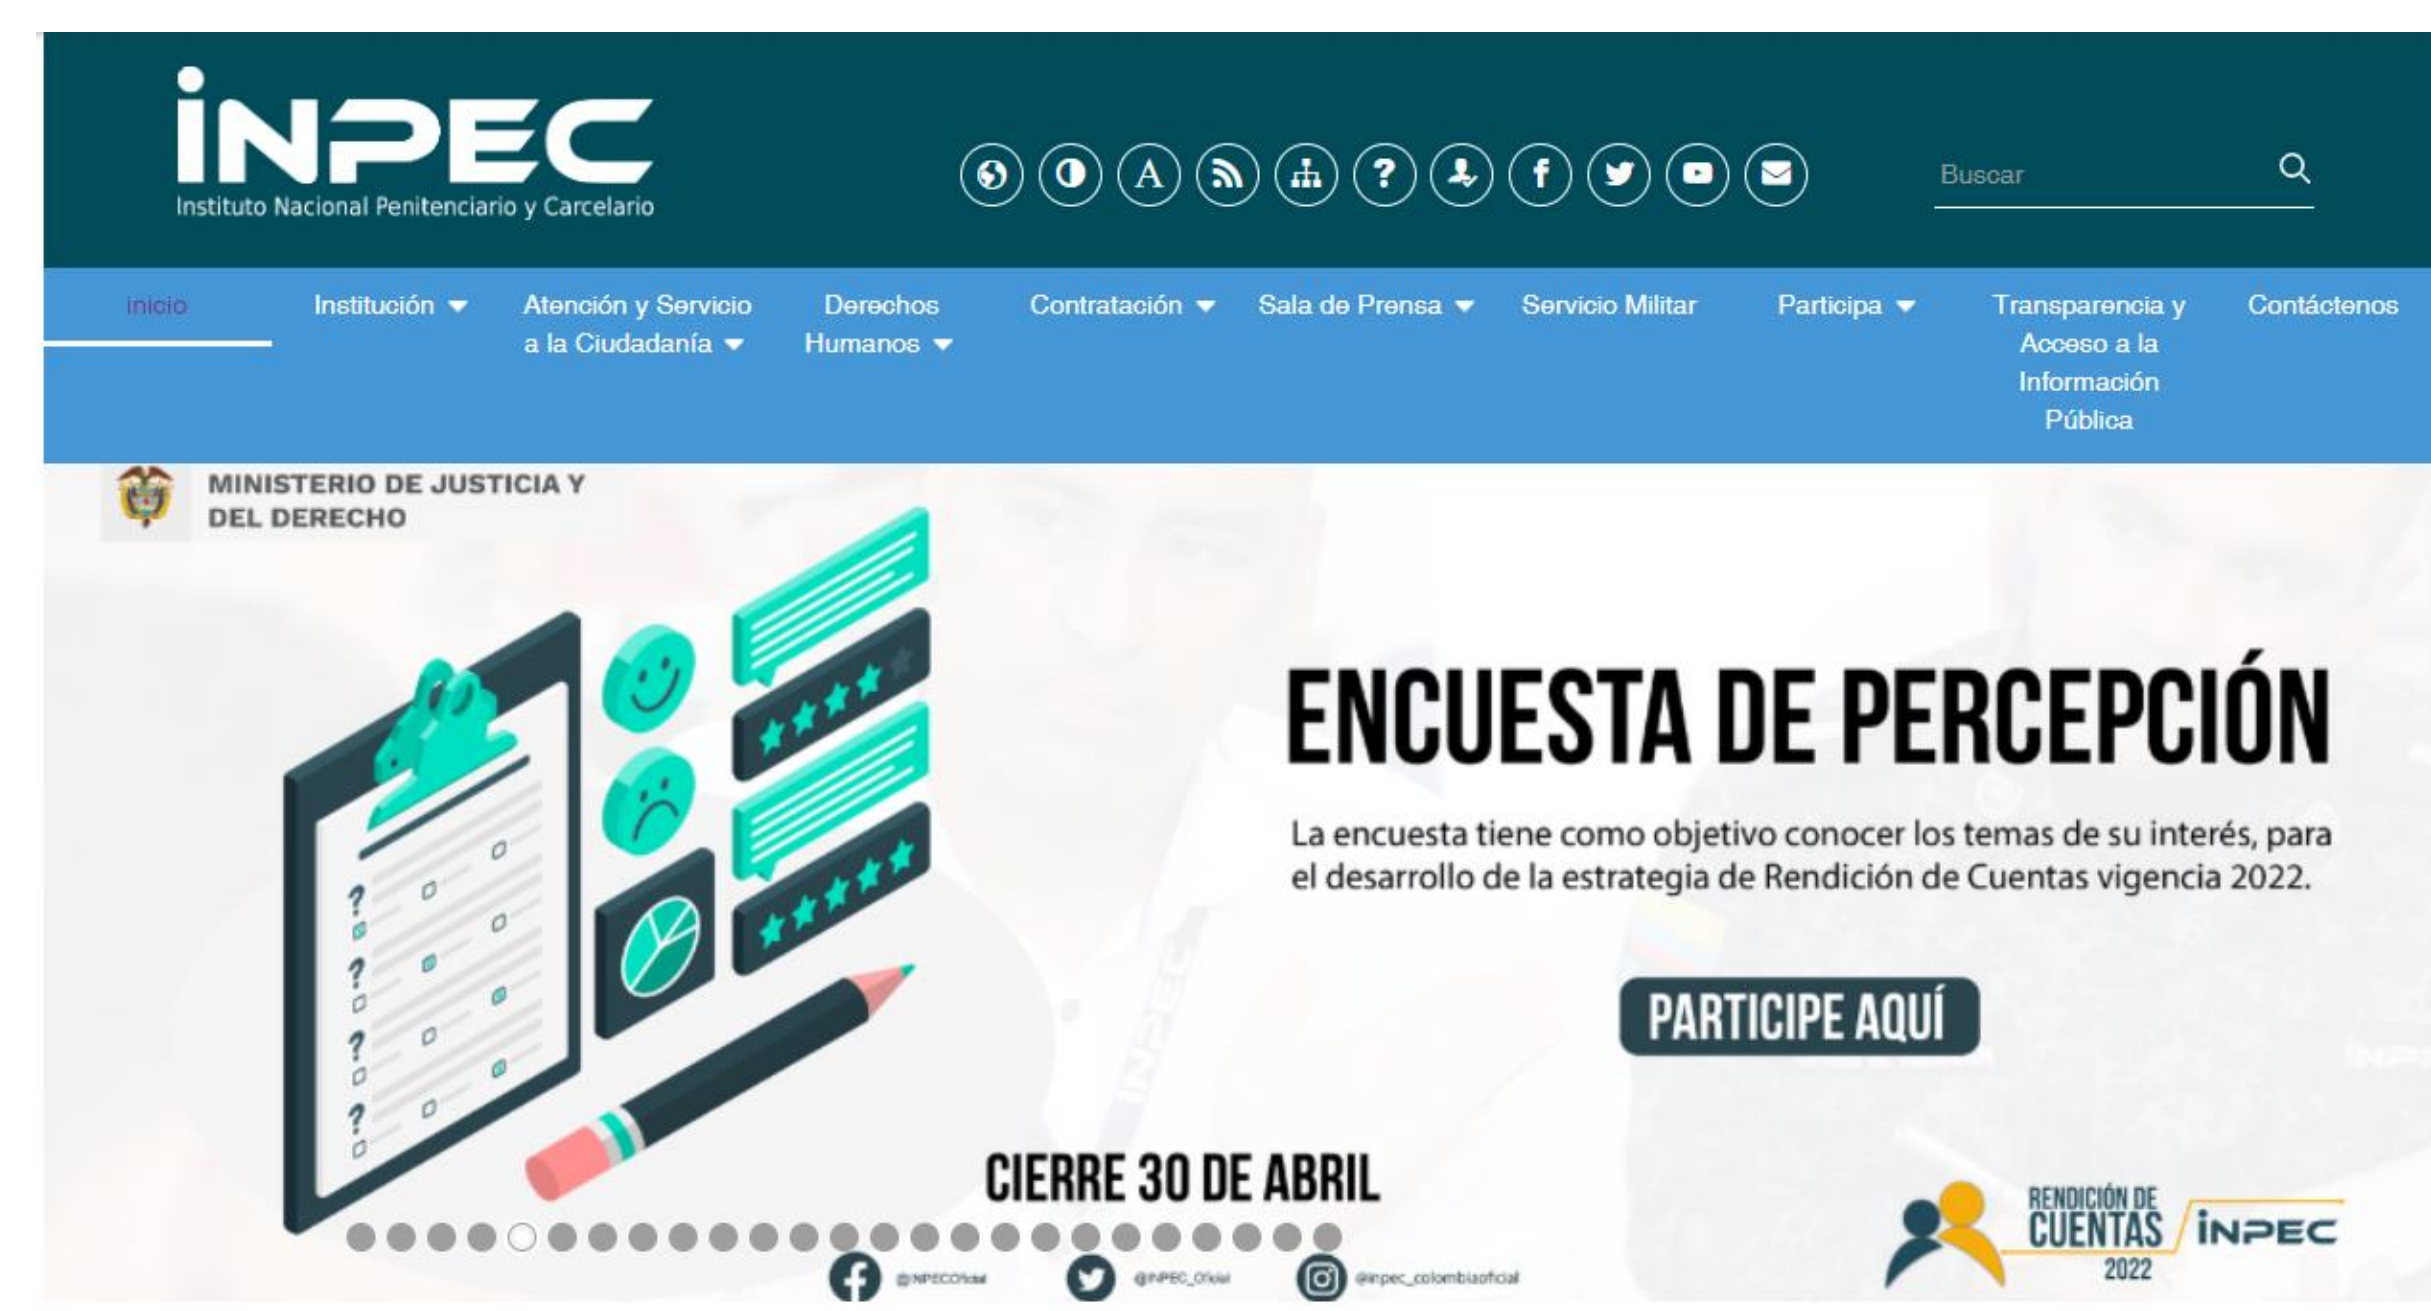 INPEC
Instituto Nacional Penitenciario y Carcelario
A
?
f
Buscar
inicio
Institución
Atención y Servicio
a la Ciudadanía
Derechos
Humanos
Contratación
Sala de Prensa
Servicio Militar
Participa
Transparencia y
Acceso a la
Información
Pública
Contáctenos
MINISTERIO DE JUSTICIA Y
DEL DERECHO
ENCUESTA DE PERCEPCIÓN
La encuesta tiene como objetivo conocer los temas de su interés, para
el desarrollo de la estrategia de Rendición de Cuentas vigencia 2022.
PARTICIPE AQUÍ
INPEC
CIERRE 30 DE ABRIL
RENDICIÓN DE
CUENTAS
2022
INPEC
@INPEC_Oficial
@inpec_colombiaoficial